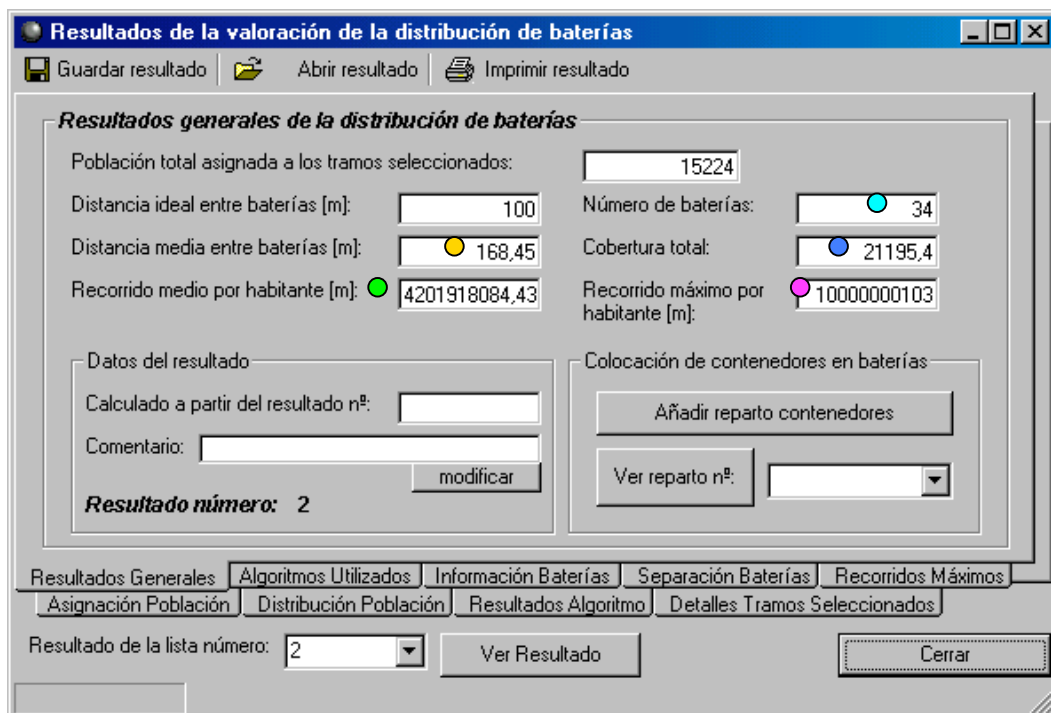 Resultados de la valoración de la distribución de baterías
Guardar resultado Abrir resultado Imprimir resultado
Resultados generales de la distribución de baterías
Población total asignada a los tramos seleccionados: 15224
Distancia ideal entre baterías [m]: 100 Número de baterías: 34
Distancia media entre baterías [m]: 168,45 Cobertura total: 21195,4
Recorrido medio por habitante [m]: 4201918084,43 Recorrido máximo por 10000000103
habitante [m]:
Datos del resultado Colocación de contenedores en baterías
Calculado a partir del resultado nº: Añadir reparto contenedores
Comentario:
modificar Ver reparto nº:
Resultado número: 2
Resultados Generales Algoritmos Utilizados Información Baterías Separación Baterías Recorridos Máximos
Asignación Población Distribución Población Resultados Algoritmo Detalles Tramos Seleccionados
Resultado de la lista número: 2 Ver Resultado Cerrar